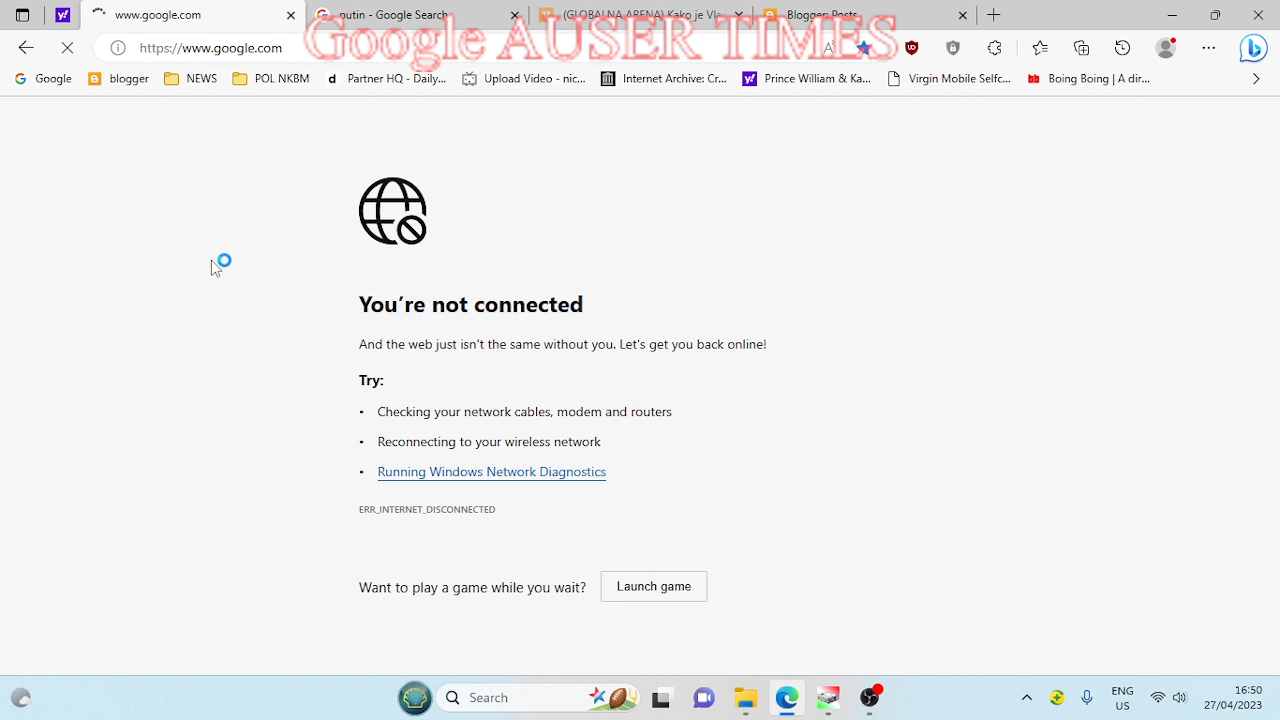 www.google.com
putin - Google Search
(GLOBALNA ARENA) Kako je Vla
Blogger Posts
https://www.google.com
Google AUSER TIMES
Google
blogger
NEWS
POL NKBM
Partner HQ - Daily...
Upload Video - nic...
Internet Archive: Cr...
Prince William & Ka...
Virgin Mobile Selfc...
Boing Boing | A dir...
You're not connected
And the web just isn't the same without you. Let's get you back online!
Try:
• Checking your network cables, modem and routers
• Reconnecting to your wireless network
• Running Windows Network Diagnostics
ERR_INTERNET_DISCONNECTED
Want to play a game while you wait?
Launch game
Search
ENG
US
16:50